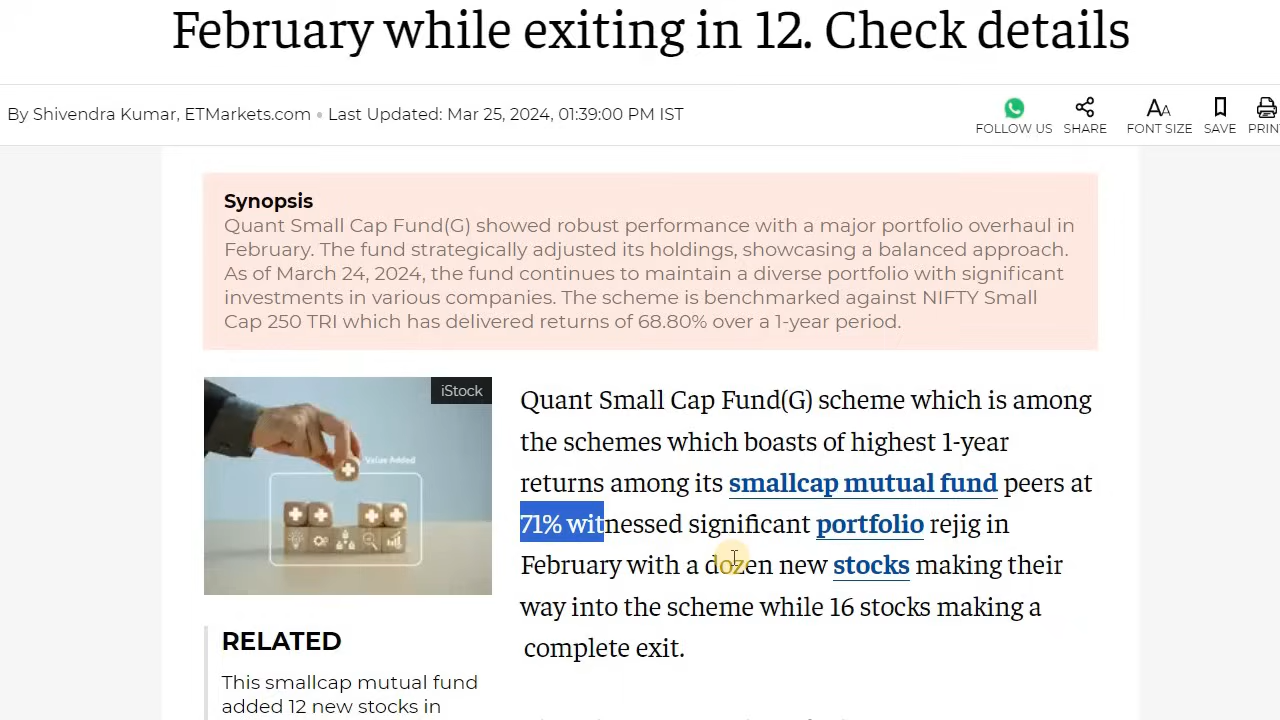 February while exiting in 12. Check details
By Shivendra Kumar, ETMarkets.com • Last Updated: Mar 25, 2024, 01:39:00 PM IST
FOLLOW US SHARE FONT SIZE SAVE PRIN
Synopsis
Quant Small Cap Fund(G) showed robust performance with a major portfolio overhaul in
February. The fund strategically adjusted its holdings, showcasing a balanced approach.
As of March 24, 2024, the fund continues to maintain a diverse portfolio with significant
investments in various companies. The scheme is benchmarked against NIFTY Small
Cap 250 TRI which has delivered returns of 68.80% over a 1-year period.
iStock
Value Added
Quant Small Cap Fund(G) scheme which is among
the schemes which boasts of highest 1-year
returns among its smallcap mutual fund peers at
71% witnessed significant portfolio rejig in
February with a dozen new stocks making their
way into the scheme while 16 stocks making a
complete exit.
RELATED
This smallcap mutual fund
added 12 new stocks in